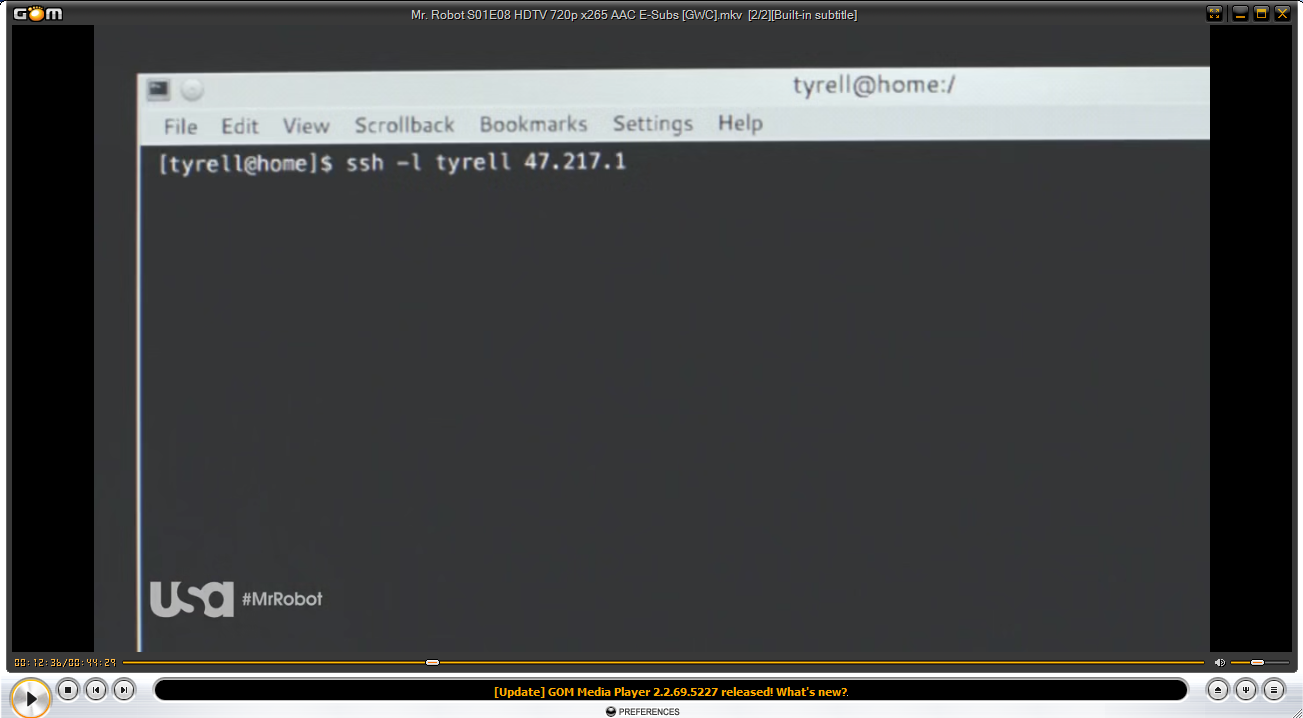 GOM
Mr. Robot S01E08 HDTV 720p x265 AAC E-Subs [GWC].mkv [2/2][Built-in subtitle]
tyrell@home:/
File Edit View Scrollback Bookmarks Settings Help
[tyrell@home]$ ssh -l tyrell 47.217.1
usa #MrRobot
00:12:36/00:44:29
[Update] GOM Media Player 2.2.69.5227 released! What's new?
PREFERENCES